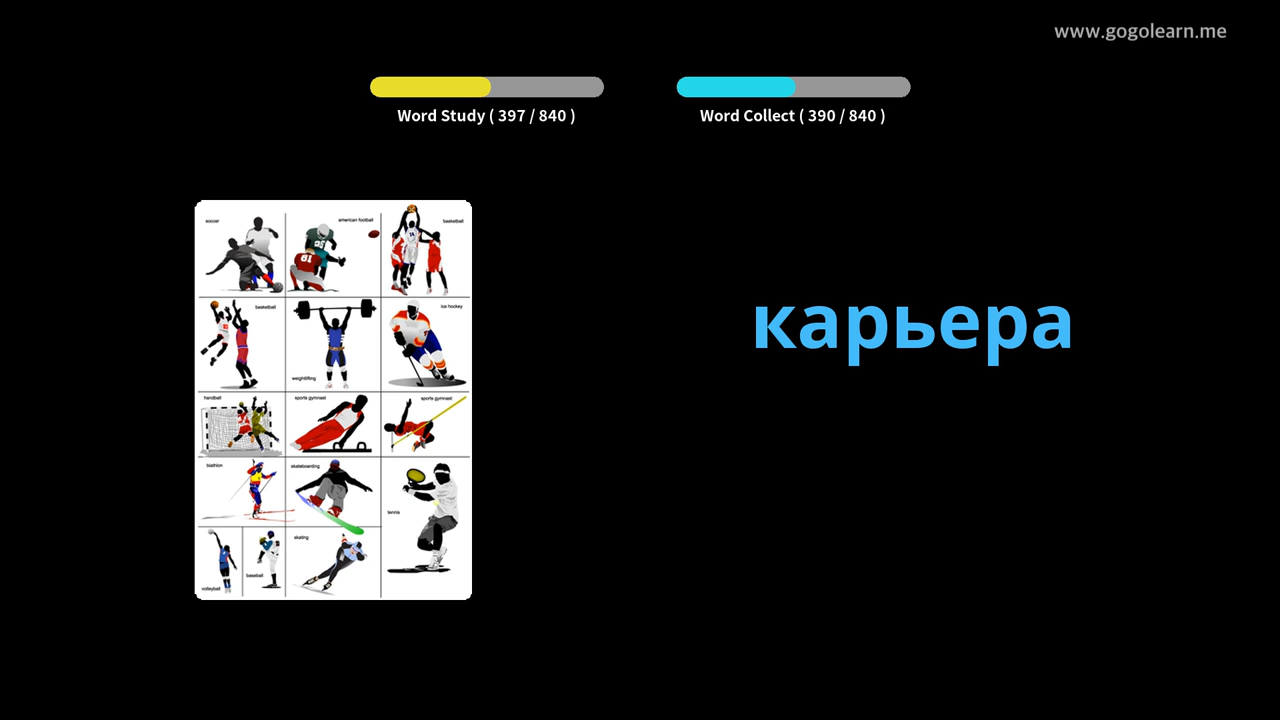 www.gogolearn.me
Word Study ( 397 / 840 )
Word Collect ( 390 / 840 )
soccer
american football
basketball
basketball
weightlifting
ice hockey
handball
sports gymnast
sports gymnast
biathlon
skateboarding
tennis
volleyball
baseball
skating
карьера